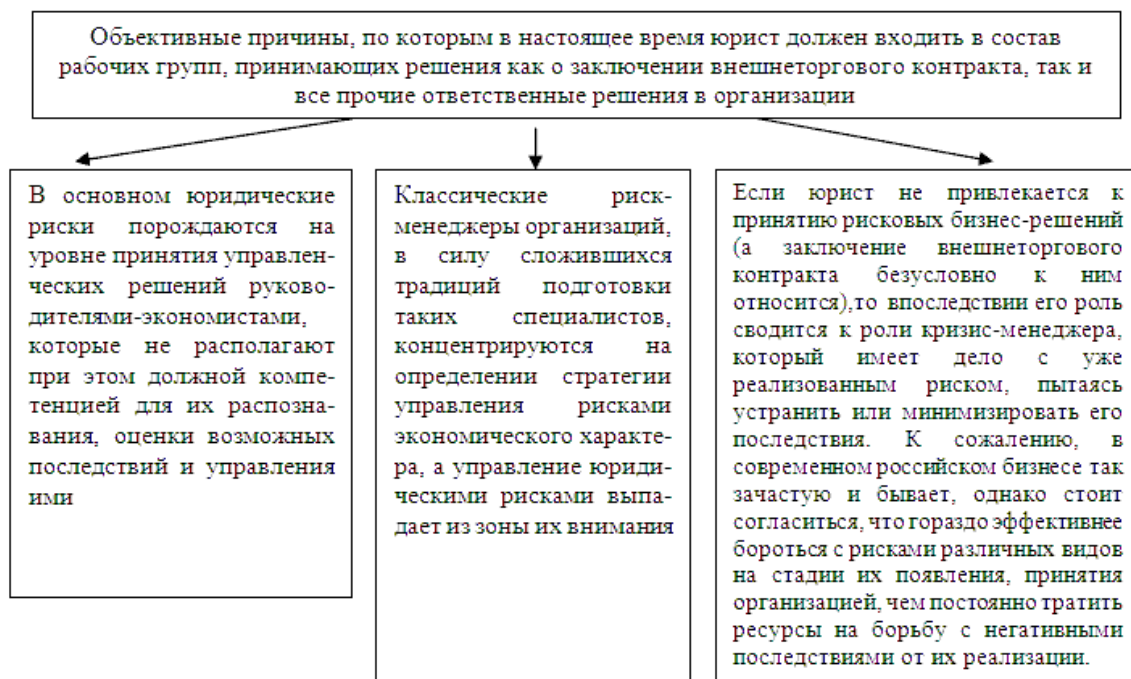 Объективные причины, по которым в настоящее время юрист должен входить в состав
рабочих групп, принимающих решения как о заключении внешнеторгового контракта, так и
все прочие ответственные решения в организации
В основном юридические
риски порождаются на
уровне принятия управлен-
ческих решений руково-
дителями-экономистами,
которые не располагают
при этом должной компе-
тенцией для их распозна-
вания, оценки возможных
последствий и управления
ими
Классические риск-
менеджеры организаций,
в силу сложившихся
традиций подготовки
таких специалистов,
концентрируются на
определении стратегии
управления рисками
экономического характе-
ра, а управление юриди-
ческими рисками выпа-
дает из зоны их внимания
Если юрист не привлекается к
принятию рисковых бизнес-решений
(а заключение внешнеторгового
контракта безусловно к ним
относится),то впоследствии его роль
сводится к роли кризис-менеджера,
который имеет дело с уже
реализованным риском, пытаясь
устранить или минимизировать его
последствия. К сожалению, в
современном российском бизнесе так
зачастую и бывает, однако стоит
согласиться, что гораздо эффективнее
бороться с рисками различных видов
на стадии их появления, принятия
организацией, чем постоянно тратить
ресурсы на борьбу с негативными
последствиями от их реализации.